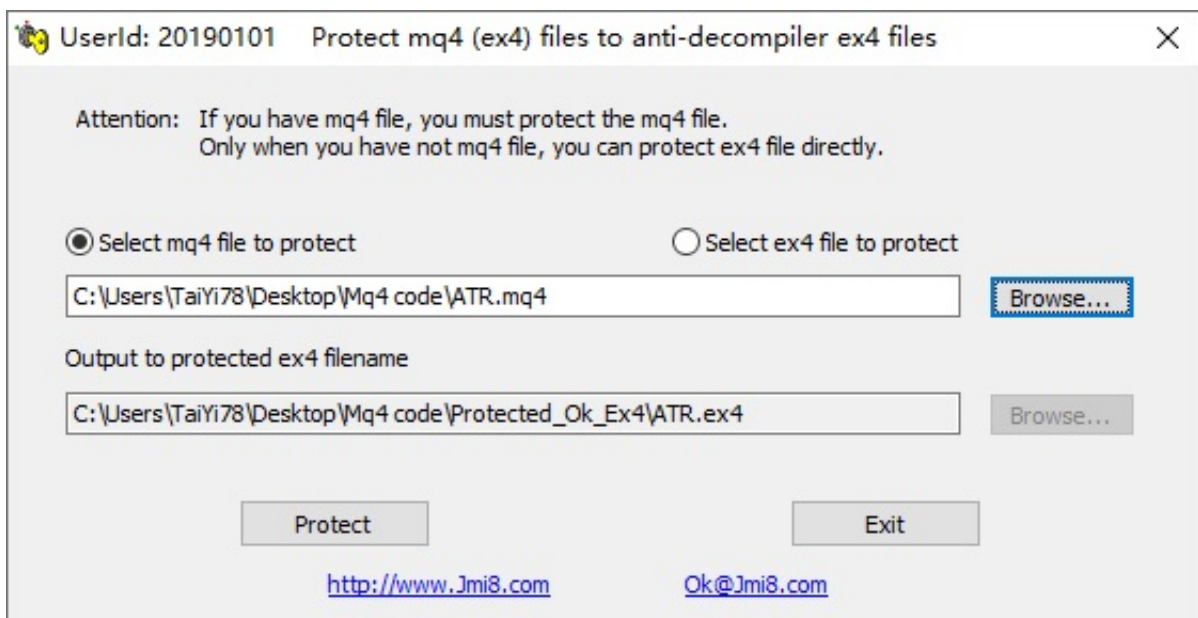 UserId: 20190101 Protect mq4 (ex4) files to anti-decompiler ex4 files
Attention: If you have mq4 file, you must protect the mq4 file.
Only when you have not mq4 file, you can protect ex4 file directly.
Select mq4 file to protect Select ex4 file to protect
C:\Users\TaiYi78\Desktop\Mq4 code\ATR.mq4 Browse...
Output to protected ex4 filename
C:\Users\TaiYi78\Desktop\Mq4 code\Protected_Ok_Ex4\ATR.ex4 Browse...
Protect Exit
http://www.Jmi8.com Ok@Jmi8.com